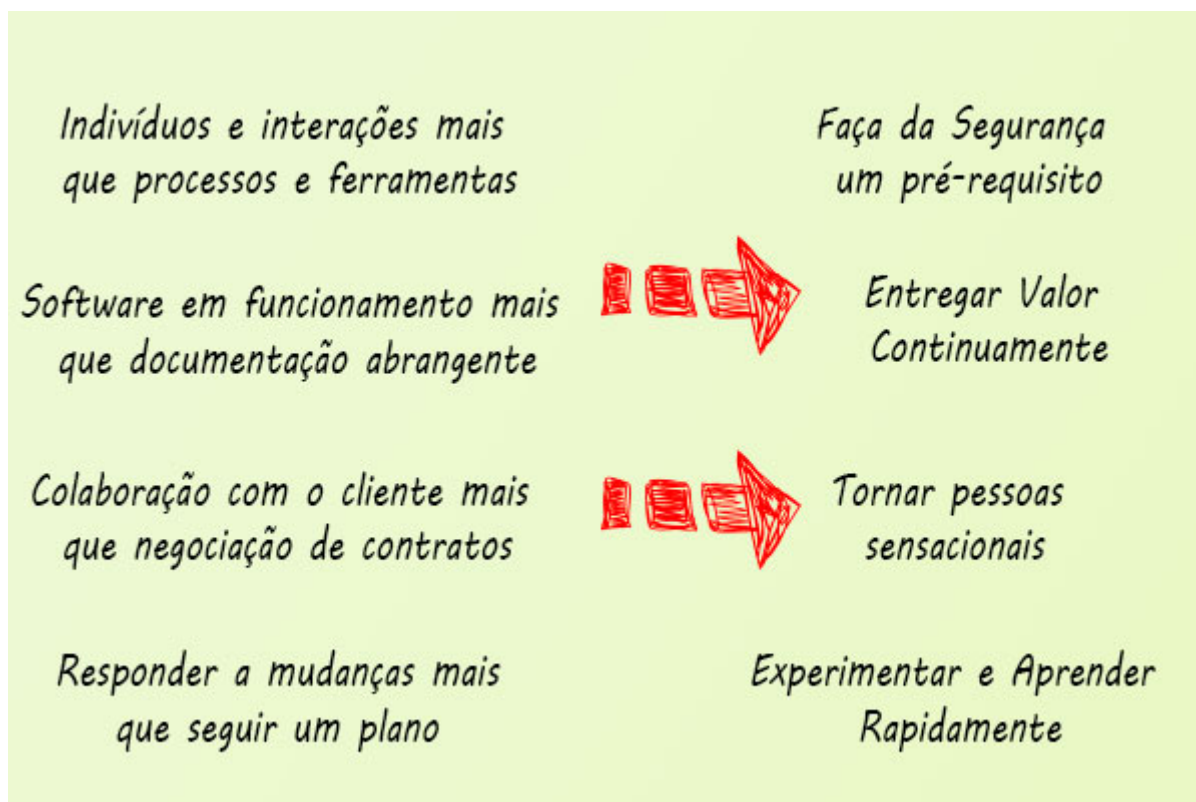 Indivíduos e interações mais
que processos e ferramentas
Faça da Segurança
um pré-requisito
Software em funcionamento mais
que documentação abrangente
Entregar Valor
Continuamente
Colaboração com o cliente mais
que negociação de contratos
Tornar pessoas
sensacionais
Responder a mudanças mais
que seguir um plano
Experimentar e Aprender
Rapidamente